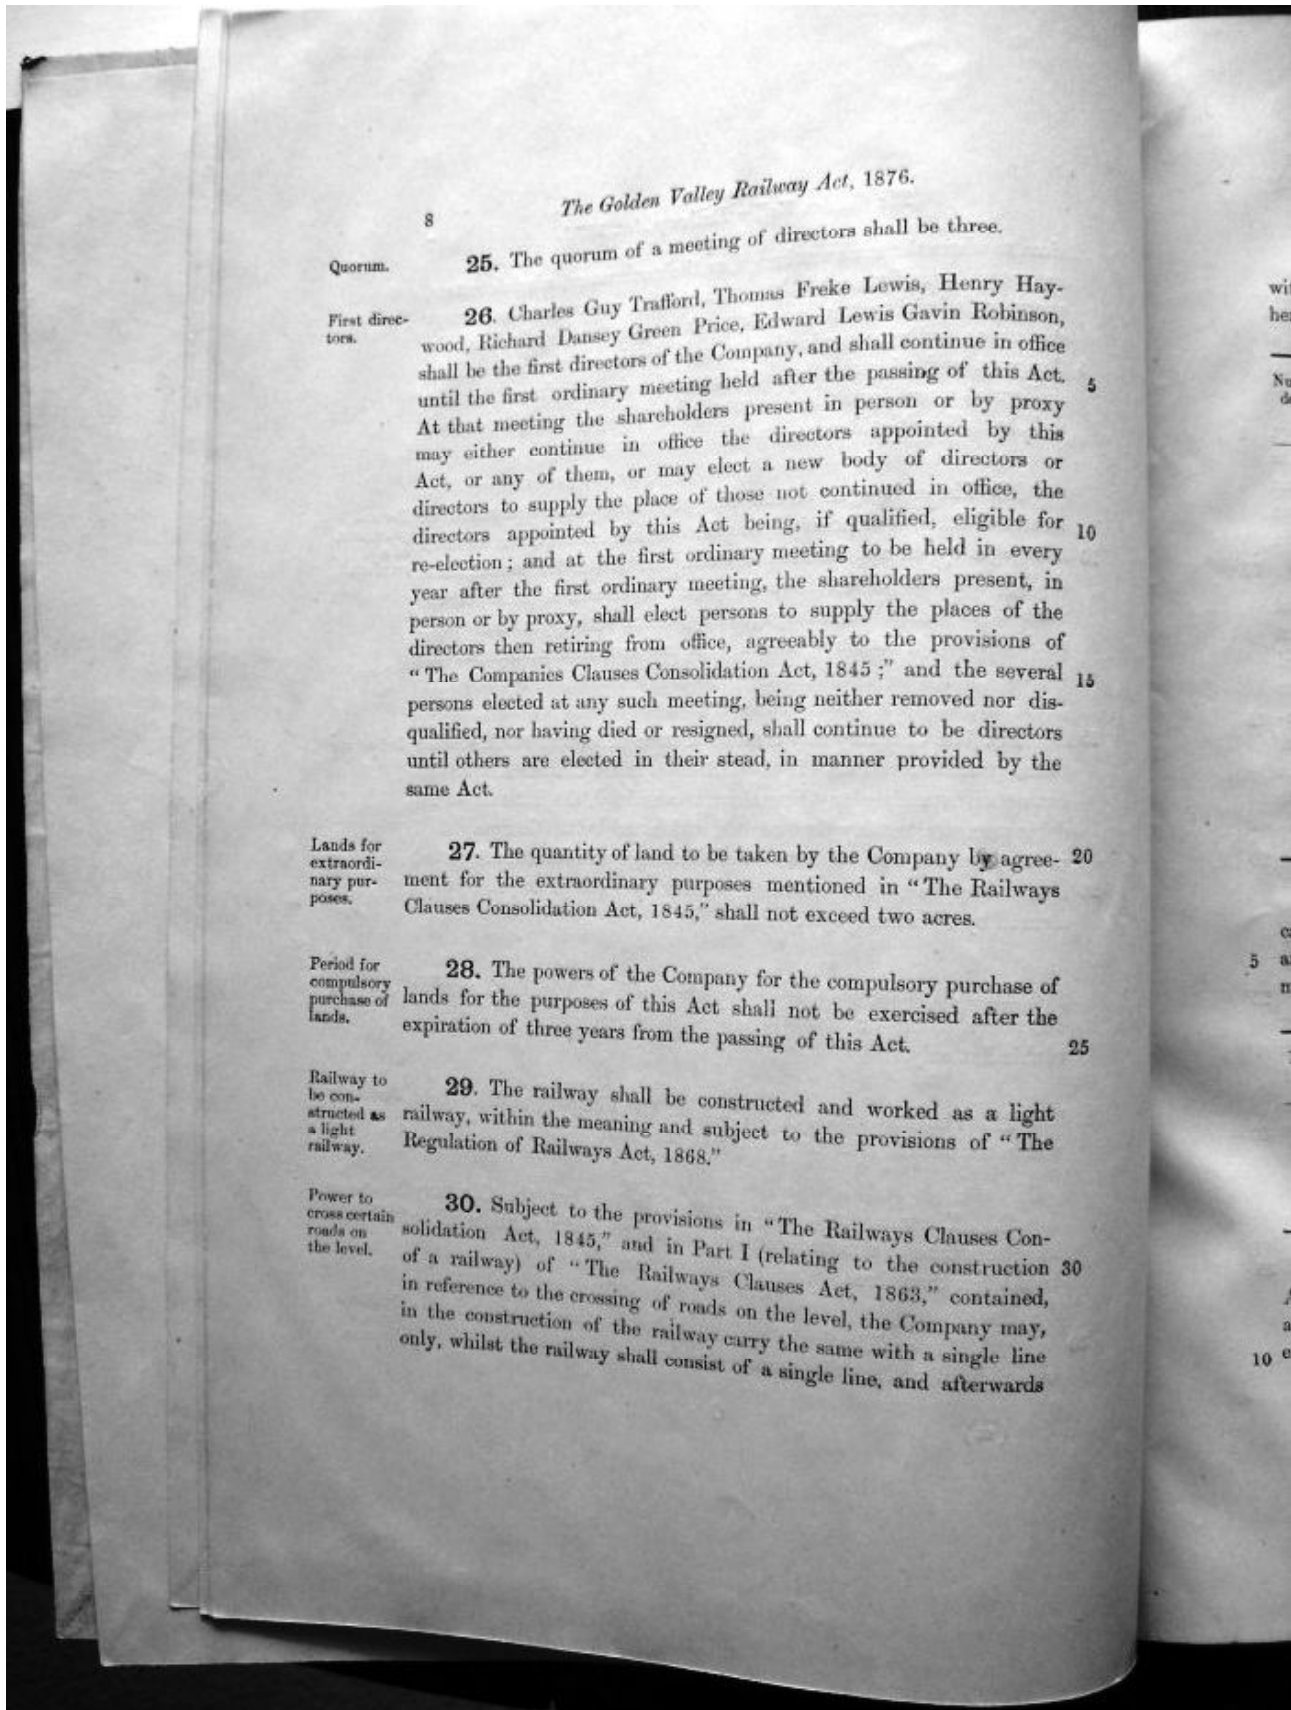 8
The Golden Valley Railway Act, 1876.
Quorum.
25. The quorum of a meeting of directors shall be three.
First direc-
tors.
26. Charles Guy Trafford, Thomas Freke Lewis, Henry Hay-
wood, Richard Dansey Green Price, Edward Lewis Gavin Robinson,
shall be the first directors of the Company, and shall continue in office
until the first ordinary meeting held after the passing of this Act. 5
At that meeting the shareholders present in person or by proxy
may either continue in office the directors appointed by this
Act, or any of them, or may elect a new body of directors or
directors to supply the place of those not continued in office, the
directors appointed by this Act being, if qualified, eligible for 10
re-election; and at the first ordinary meeting to be held in every
year after the first ordinary meeting, the shareholders present, in
person or by proxy, shall elect persons to supply the places of the
directors then retiring from office, agreeably to the provisions of
“The Companies Clauses Consolidation Act, 1845;” and the several 15
persons elected at any such meeting, being neither removed nor dis-
qualified, nor having died or resigned, shall continue to be directors
until others are elected in their stead, in manner provided by the
same Act.
Lands for
extraordi-
nary pur-
poses.
27. The quantity of land to be taken by the Company by agree- 20
ment for the extraordinary purposes mentioned in “The Railways
Clauses Consolidation Act, 1845,” shall not exceed two acres.
Period for
compulsory
purchase of
lands.
28. The powers of the Company for the compulsory purchase of
lands for the purposes of this Act shall not be exercised after the
expiration of three years from the passing of this Act. 25
Railway to
be con-
structed as
a light
railway.
29. The railway shall be constructed and worked as a light
railway, within the meaning and subject to the provisions of “The
Regulation of Railways Act, 1868.”
Power to
cross certain
roads on
the level.
30. Subject to the provisions in “The Railways Clauses Con-
solidation Act, 1845,” and in Part I (relating to the construction 30
of a railway) of “The Railways Clauses Act, 1863,” contained,
in reference to the crossing of roads on the level, the Company may,
in the construction of the railway carry the same with a single line
only, whilst the railway shall consist of a single line, and afterwards
5
10